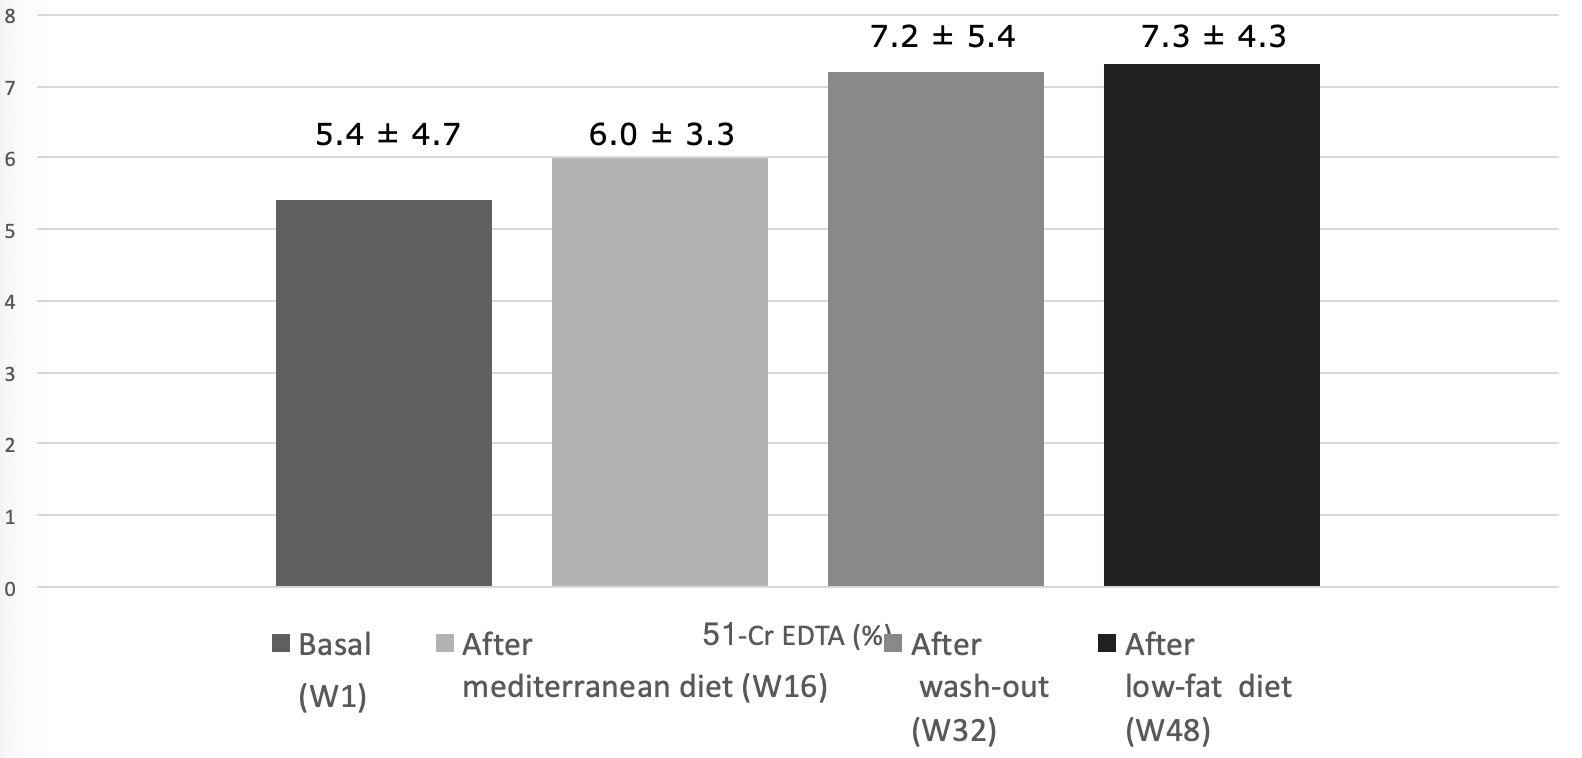 8
7.2 ± 5.4
7.3 ± 4.3
7
5.4 ± 4.7
6.0 ± 3.3
6
5
4
3
2
1
0
51-Cr EDTA (%)
Basal
(W1)
After
mediterranean diet (W16)
After
wash-out
(W32)
After
low-fat diet
(W48)